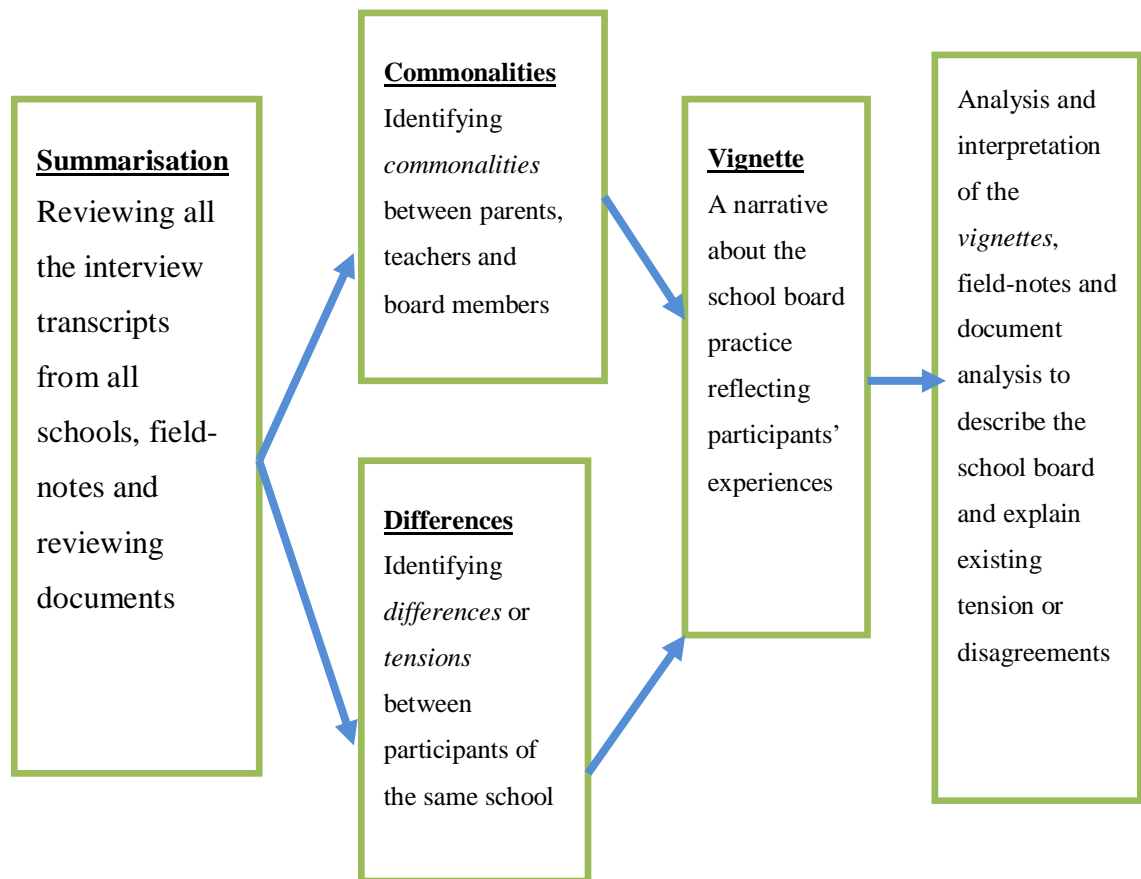 Summarisation
Reviewing all
the interview
transcripts
from all
schools, field-
notes and
reviewing
documents
Commonalities
Identifying
commonalities
between parents,
teachers and
board members
Differences
Identifying
differences or
tensions
between
participants of
the same school
Vignette
A narrative
about the
school board
practice
reflecting
participants’
experiences
Analysis and
interpretation
of the
vignettes,
field-notes and
document
analysis to
describe the
school board
and explain
existing
tension or
disagreements